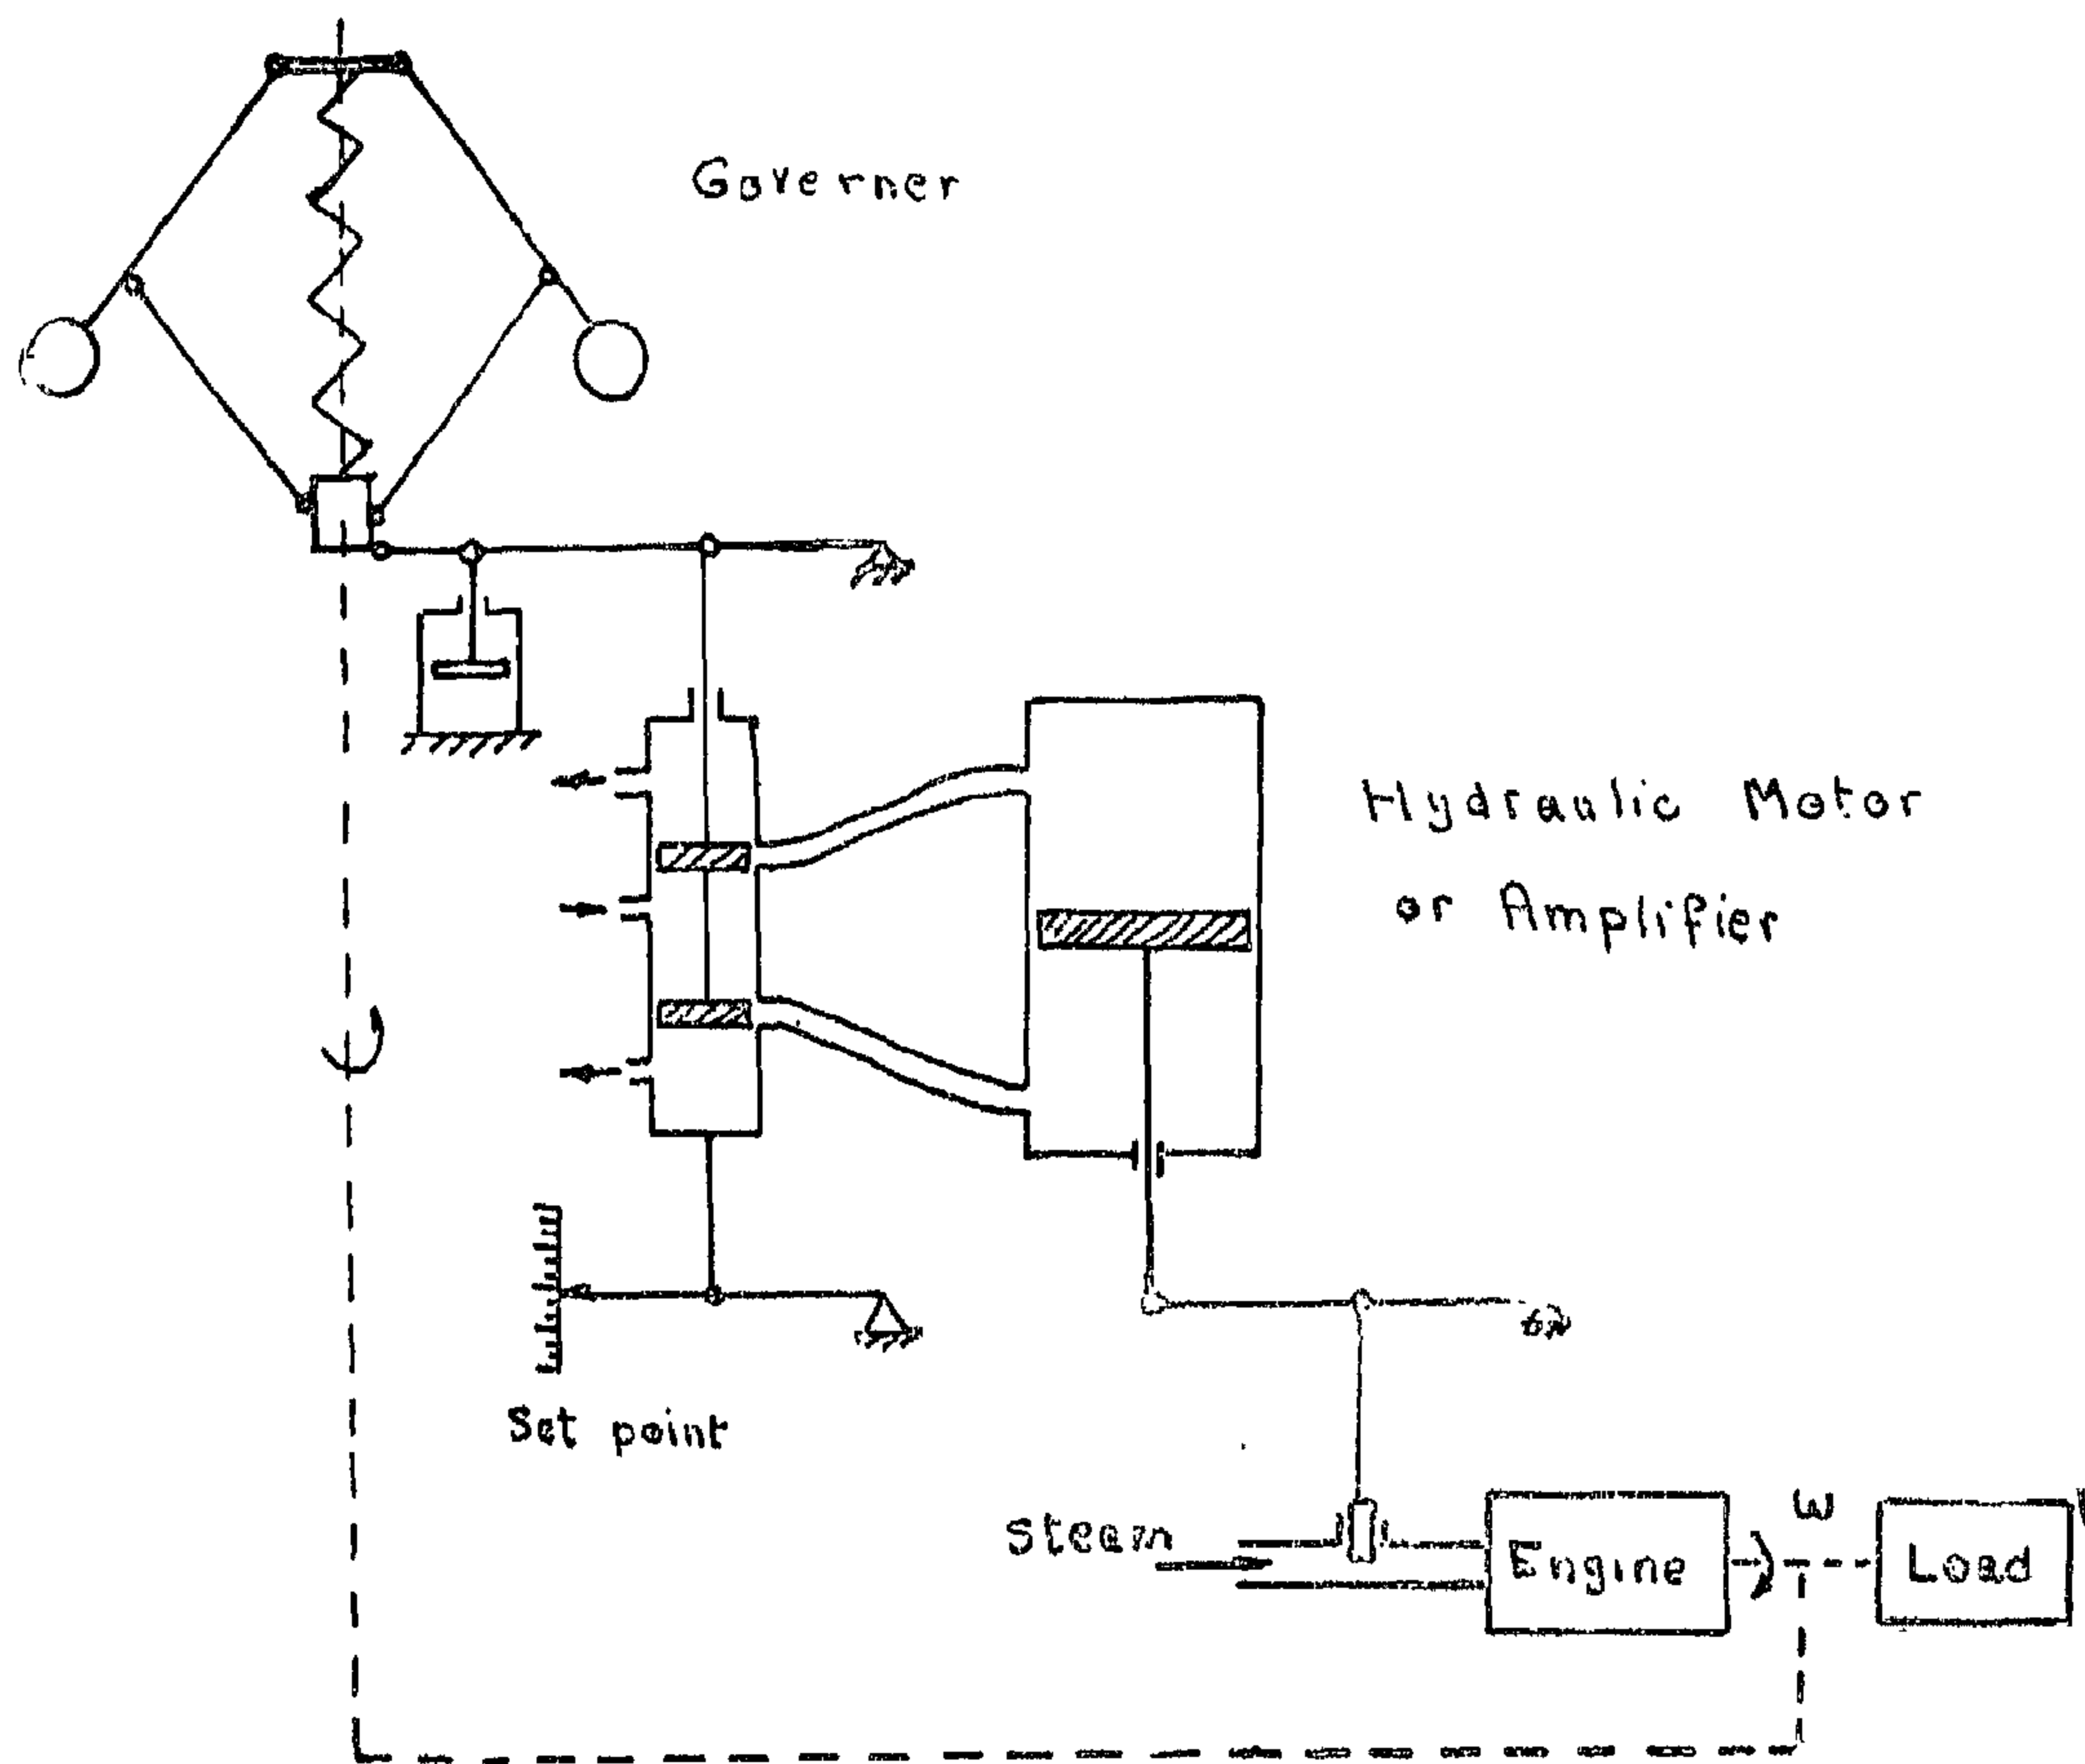 Governer
Hydraulic Motor
or Amplifier
Set point
Steam
Engine
ω
Load